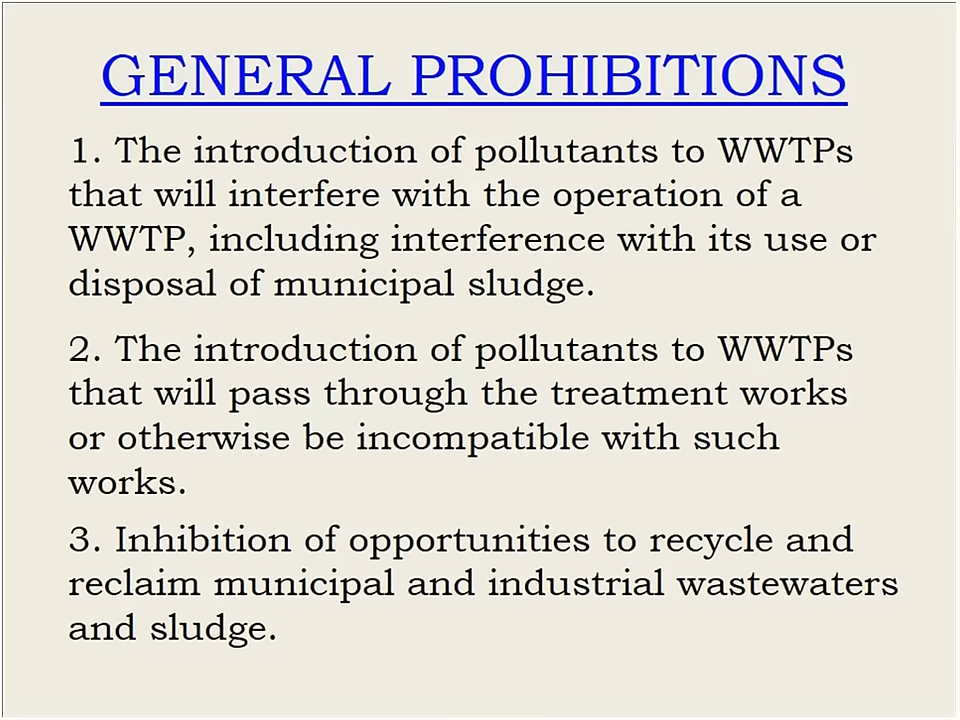 GENERAL PROHIBITIONS
1. The introduction of pollutants to WWTPs
that will interfere with the operation of a
WWTP, including interference with its use or
disposal of municipal sludge.
2. The introduction of pollutants to WWTPs
that will pass through the treatment works
or otherwise be incompatible with such
works.
3. Inhibition of opportunities to recycle and
reclaim municipal and industrial wastewaters
and sludge.